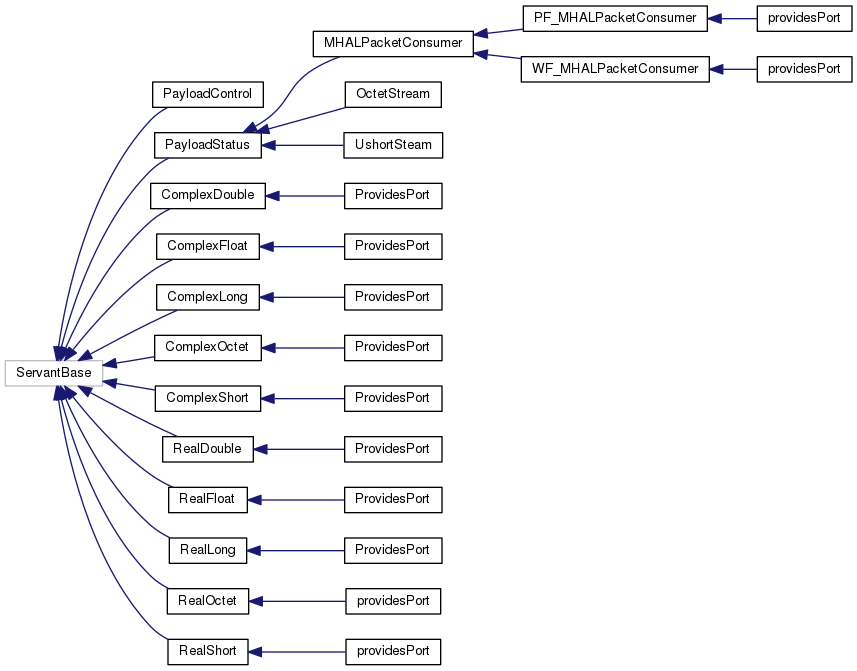 PF_MHALPacketConsumer
providesPort
MHALPacketConsumer
WF_MHALPacketConsumer
providesPort
PayloadControl
OctetStream
PayloadStatus
UshortSteam
ComplexDouble
ProvidesPort
ComplexFloat
ProvidesPort
ComplexLong
ProvidesPort
ComplexOctet
ProvidesPort
ServantBase
ComplexShort
ProvidesPort
RealDouble
ProvidesPort
RealFloat
ProvidesPort
RealLong
ProvidesPort
RealOctet
providesPort
RealShort
providesPort